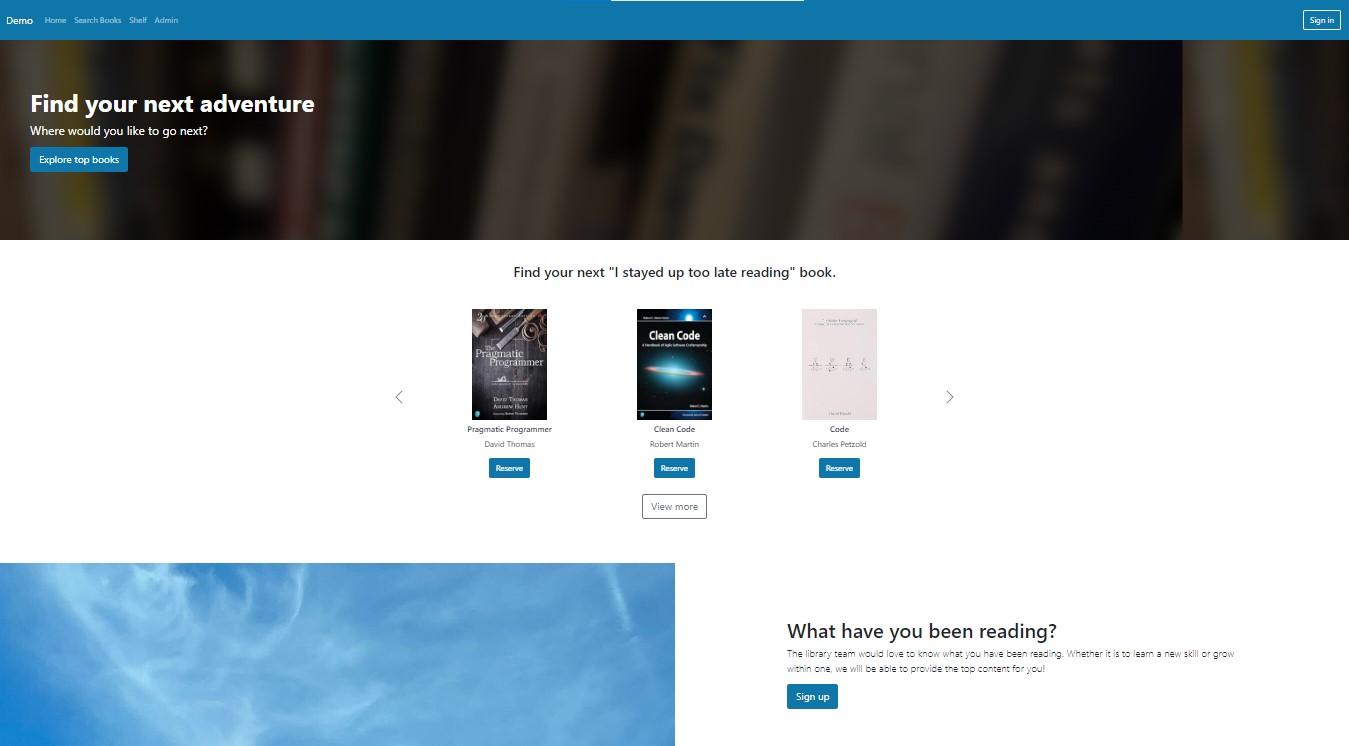 Demo Home Search Books Shelf Admin Sign in
Find your next adventure
Where would you like to go next?
Explore top books
Find your next "I stayed up too late reading" book.
The
Pragmatic
Programmer
David Thomas
Andrew Hunt
Clean Code
A Handbook of Agile Software Craftsmanship
Pragmatic Programmer
David Thomas
Reserve
Clean Code
Robert Martin
Reserve
Code
Charles Petzold
Reserve
View more
What have you been reading?
The library team would love to know what you have been reading. Whether it is to learn a new skill or grow
within one, we will be able to provide the top content for you!
Sign up